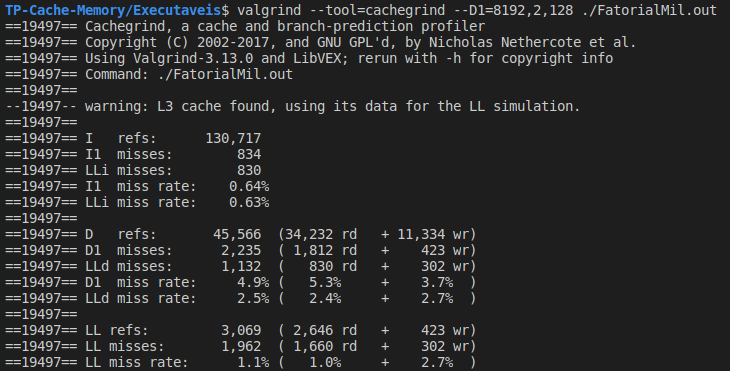 TP-Cache-Memory/Executaveis$ valgrind --tool=cachegrind --D1=8192,2,128 ./FatorialMil.out
==19497== Cachegrind, a cache and branch-prediction profiler
==19497== Copyright (C) 2002-2017, and GNU GPL'd, by Nicholas Nethercote et al.
==19497== Using Valgrind-3.13.0 and LibVEX; rerun with -h for copyright info
==19497== Command: ./FatorialMil.out
==19497==
--19497-- warning: L3 cache found, using its data for the LL simulation.
==19497==
==19497== I   refs:      130,717
==19497== I1  misses:        834
==19497== LLi misses:        830
==19497== I1  miss rate:    0.64%
==19497== LLi miss rate:    0.63%
==19497==
==19497== D   refs:       45,566  (34,232 rd   + 11,334 wr)
==19497== D1  misses:      2,235  ( 1,812 rd   +    423 wr)
==19497== LLd misses:      1,132  (   830 rd   +    302 wr)
==19497== D1  miss rate:     4.9% (   5.3%     +    3.7%  )
==19497== LLd miss rate:     2.5% (   2.4%     +    2.7%  )
==19497==
==19497== LL refs:         3,069  ( 2,646 rd   +    423 wr)
==19497== LL misses:       1,962  ( 1,660 rd   +    302 wr)
==19497== LL miss rate:      1.1% (   1.0%     +    2.7%  )